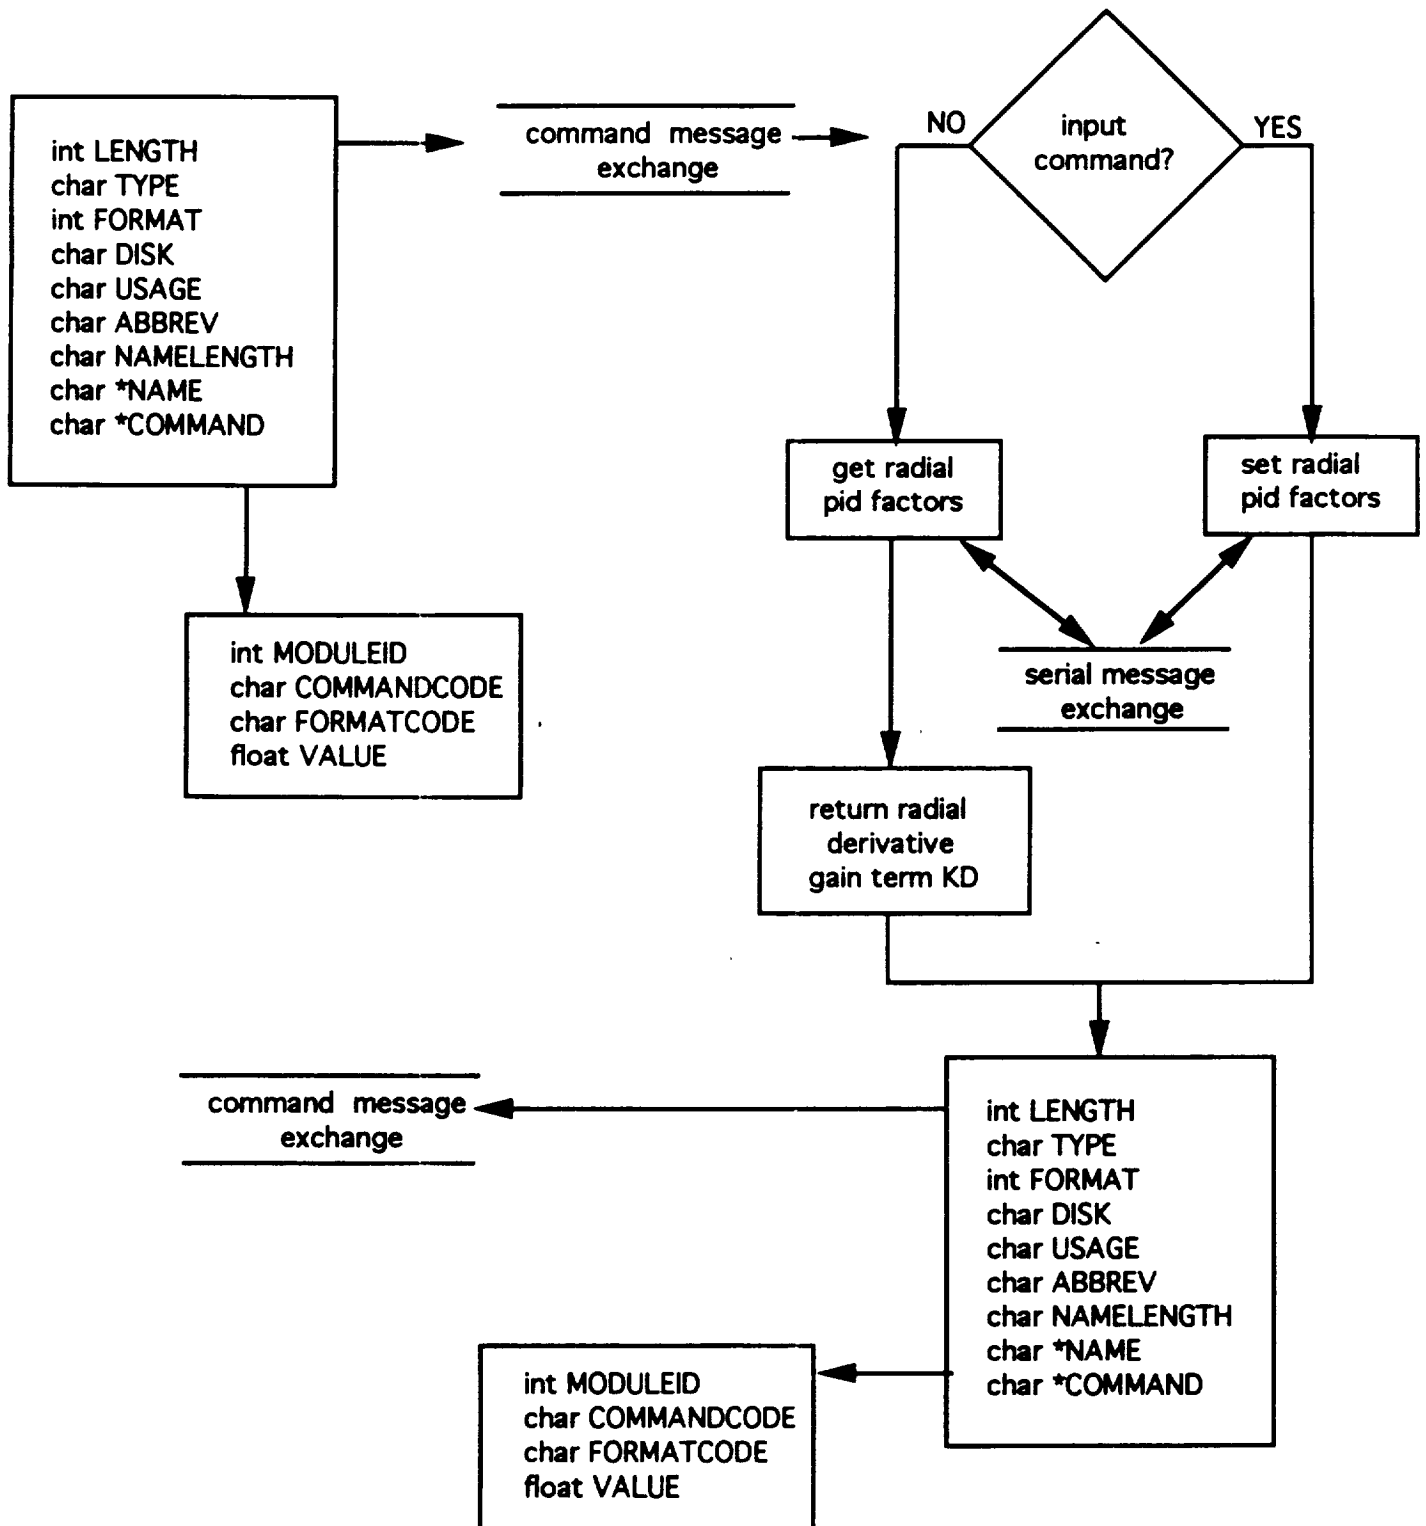 int LENGTH
char TYPE
int FORMAT
char DISK
char USAGE
char ABBREV
char NAMELENGTH
char *NAME
char *COMMAND
command message
exchange
NO
input
command?
YES
get radial
pid factors
set radial
pid factors
int MODULEID
char COMMANDCODE
char FORMATCODE
float VALUE
serial message
exchange
return radial
derivative
gain term KD
command message
exchange
int LENGTH
char TYPE
int FORMAT
char DISK
char USAGE
char ABBREV
char NAMELENGTH
char *NAME
char *COMMAND
int MODULEID
char COMMANDCODE
char FORMATCODE
float VALUE